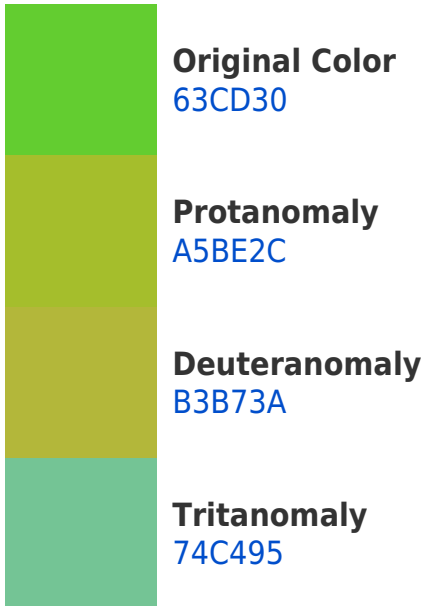 Original Color
63CD30
Protanomaly
A5BE2C
Deuteranomaly
B3B73A
Tritanomaly
74C495